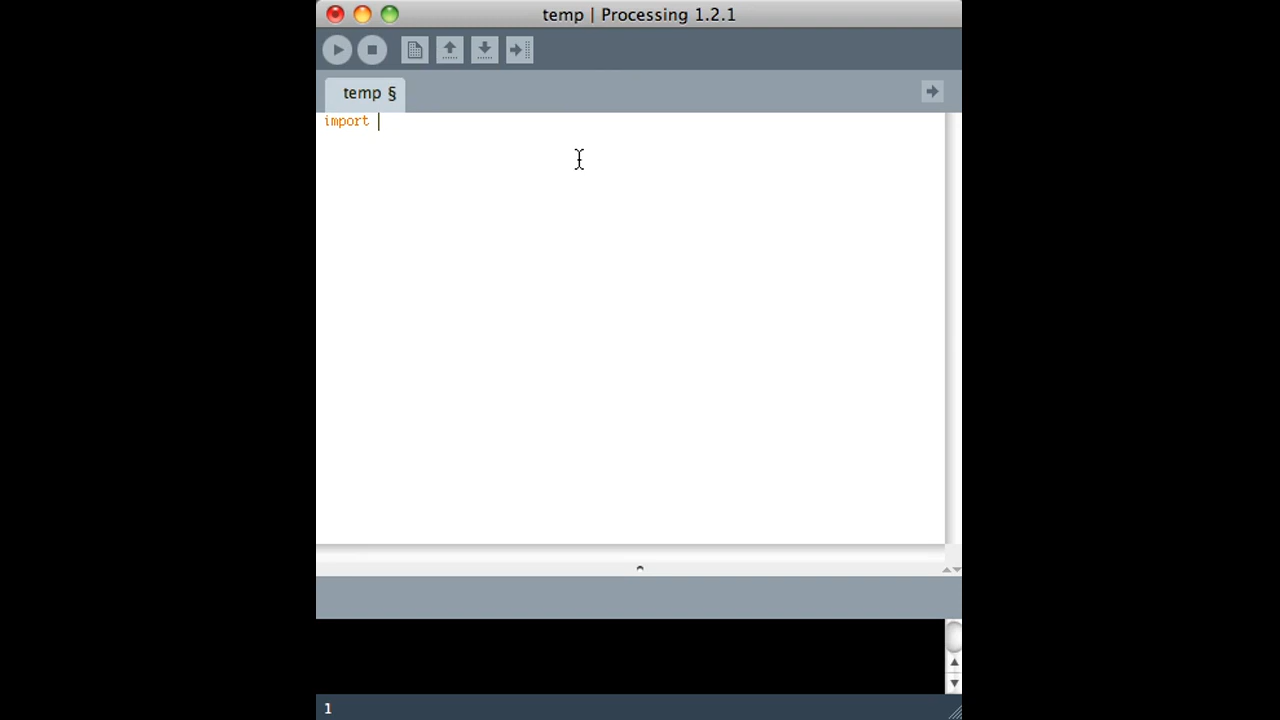 temp | Processing 1.2.1
temp §
import
1